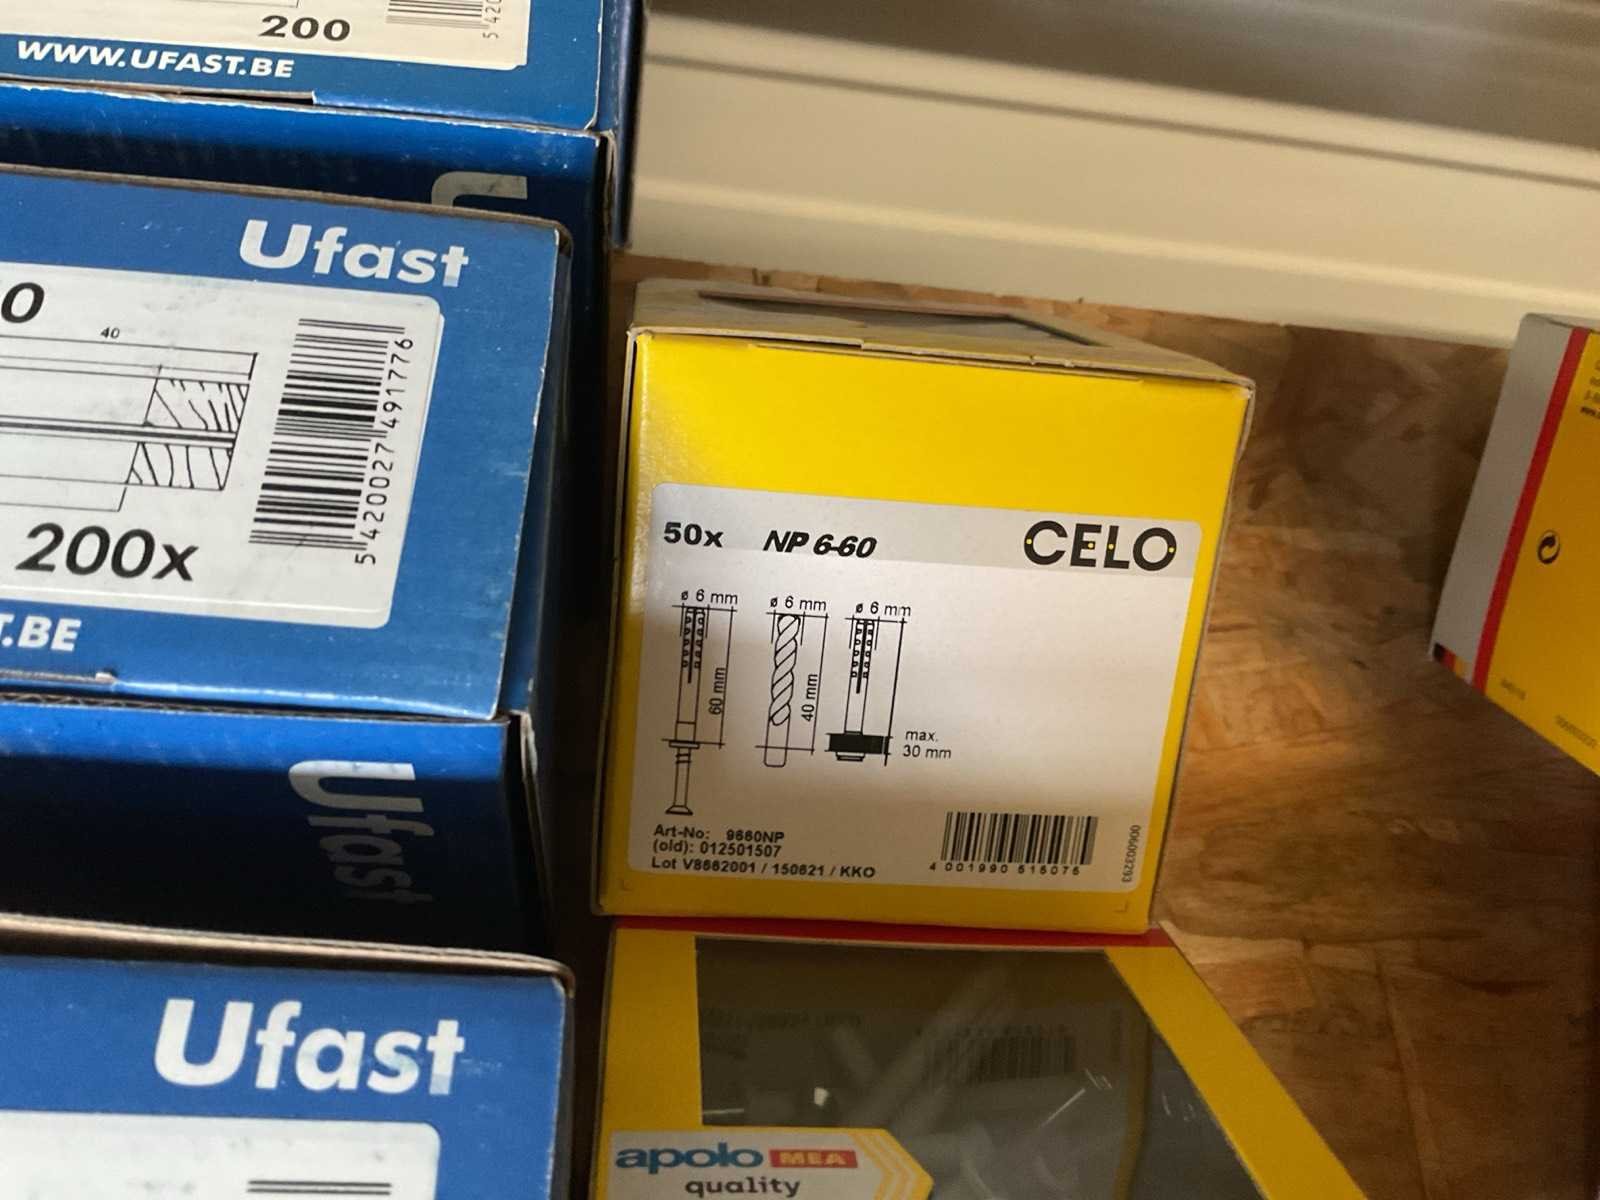 200
WWW.UFAST.BE
Ufast
40
5 420027 491776
200x
T.BE
Ufast
Ufast
50x NP 6-60 CELO
ø 6 mm
ø 6 mm
ø 6 mm
60 mm
40 mm
max.
30 mm
Art-No: 9660NP
(old): 012501507
Lot V8662001 / 150621 / KKO
4 001990 516076
006003293
apolo MEA
quality